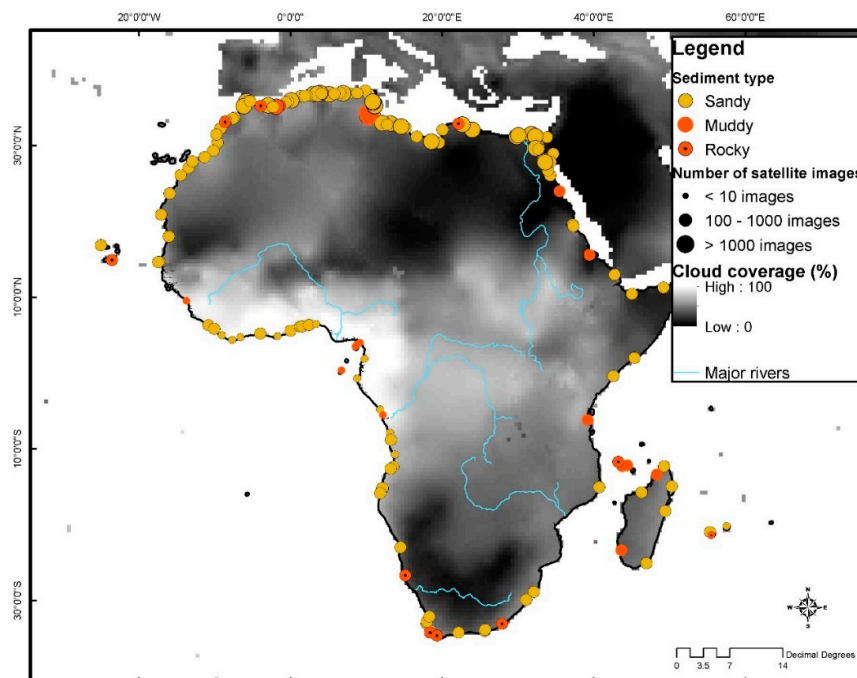 20°0'0"W 0°0'0" 20°0'0"E 40°0'0"E 60°0'0"E
Legend
Sediment type
Sandy
Muddy
Rocky
Number of satellite images
< 10 images
100 - 1000 images
> 1000 images
Cloud coverage (%)
High : 100
Low : 0
Major rivers
30°0'0"N
10°0'0"N
10°0'0"S
30°0'0"S
N
W E
S
Decimal Degrees
0 3.5 7 14